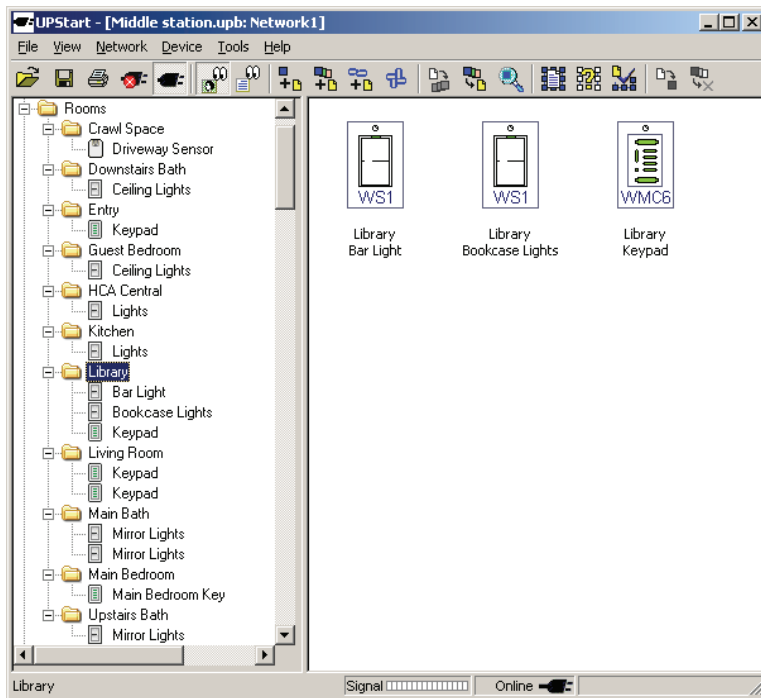 UPStart - [Middle station.upb: Network1]
File View Network Device Tools Help
Rooms
Crawl Space
Driveway Sensor
Downstairs Bath
Ceiling Lights
Entry
Keypad
Guest Bedroom
Ceiling Lights
HCA Central
Lights
Kitchen
Lights
Library
Bar Light
Bookcase Lights
Keypad
Living Room
Keypad
Keypad
Main Bath
Mirror Lights
Mirror Lights
Main Bedroom
Main Bedroom Key
Upstairs Bath
Mirror Lights
WS1
Library
Bar Light
WS1
Library
Bookcase Lights
WMC6
Library
Keypad
Library
Signal
Online